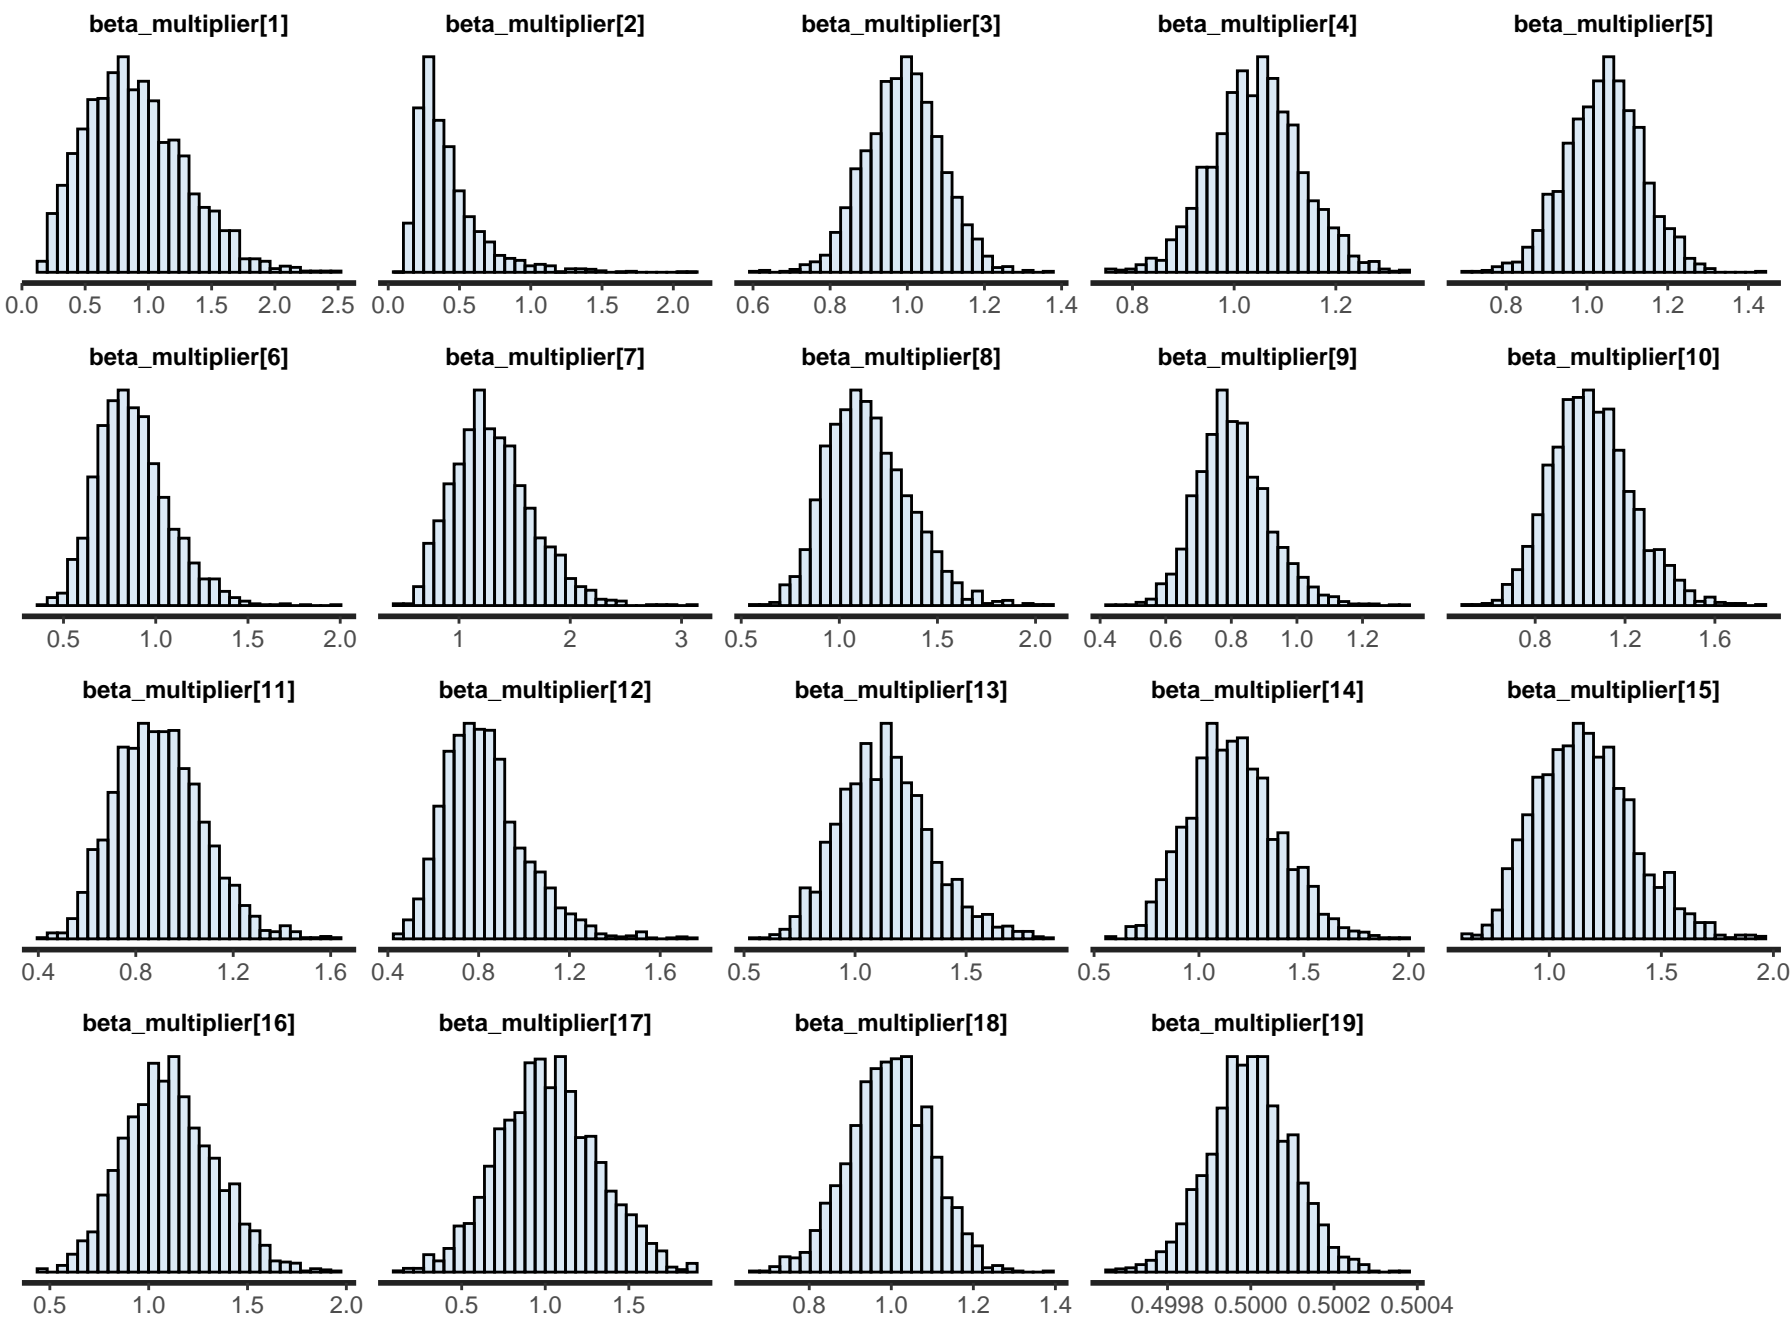 beta_multiplier[1] beta_multiplier[2] beta_multiplier[3] beta_multiplier[4] beta_multiplier[5]
0.0 0.5 1.0 1.5 2.0 2.5 0.0 0.5 1.0 1.5 2.0 0.6 0.8 1.0 1.2 1.4 0.8 1.0 1.2 0.8 1.0 1.2 1.4
beta_multiplier[6] beta_multiplier[7] beta_multiplier[8] beta_multiplier[9] beta_multiplier[10]
0.5 1.0 1.5 2.0 1 2 3 0.5 1.0 1.5 2.0 0.4 0.6 0.8 1.0 1.2 0.8 1.2 1.6
beta_multiplier[11] beta_multiplier[12] beta_multiplier[13] beta_multiplier[14] beta_multiplier[15]
0.4 0.8 1.2 1.6 0.4 0.8 1.2 1.6 0.5 1.0 1.5 0.5 1.0 1.5 2.0 1.0 1.5 2.0
beta_multiplier[16] beta_multiplier[17] beta_multiplier[18] beta_multiplier[19]
0.5 1.0 1.5 2.0 0.5 1.0 1.5 0.8 1.0 1.2 1.4 0.4998 0.5000 0.5002 0.5004